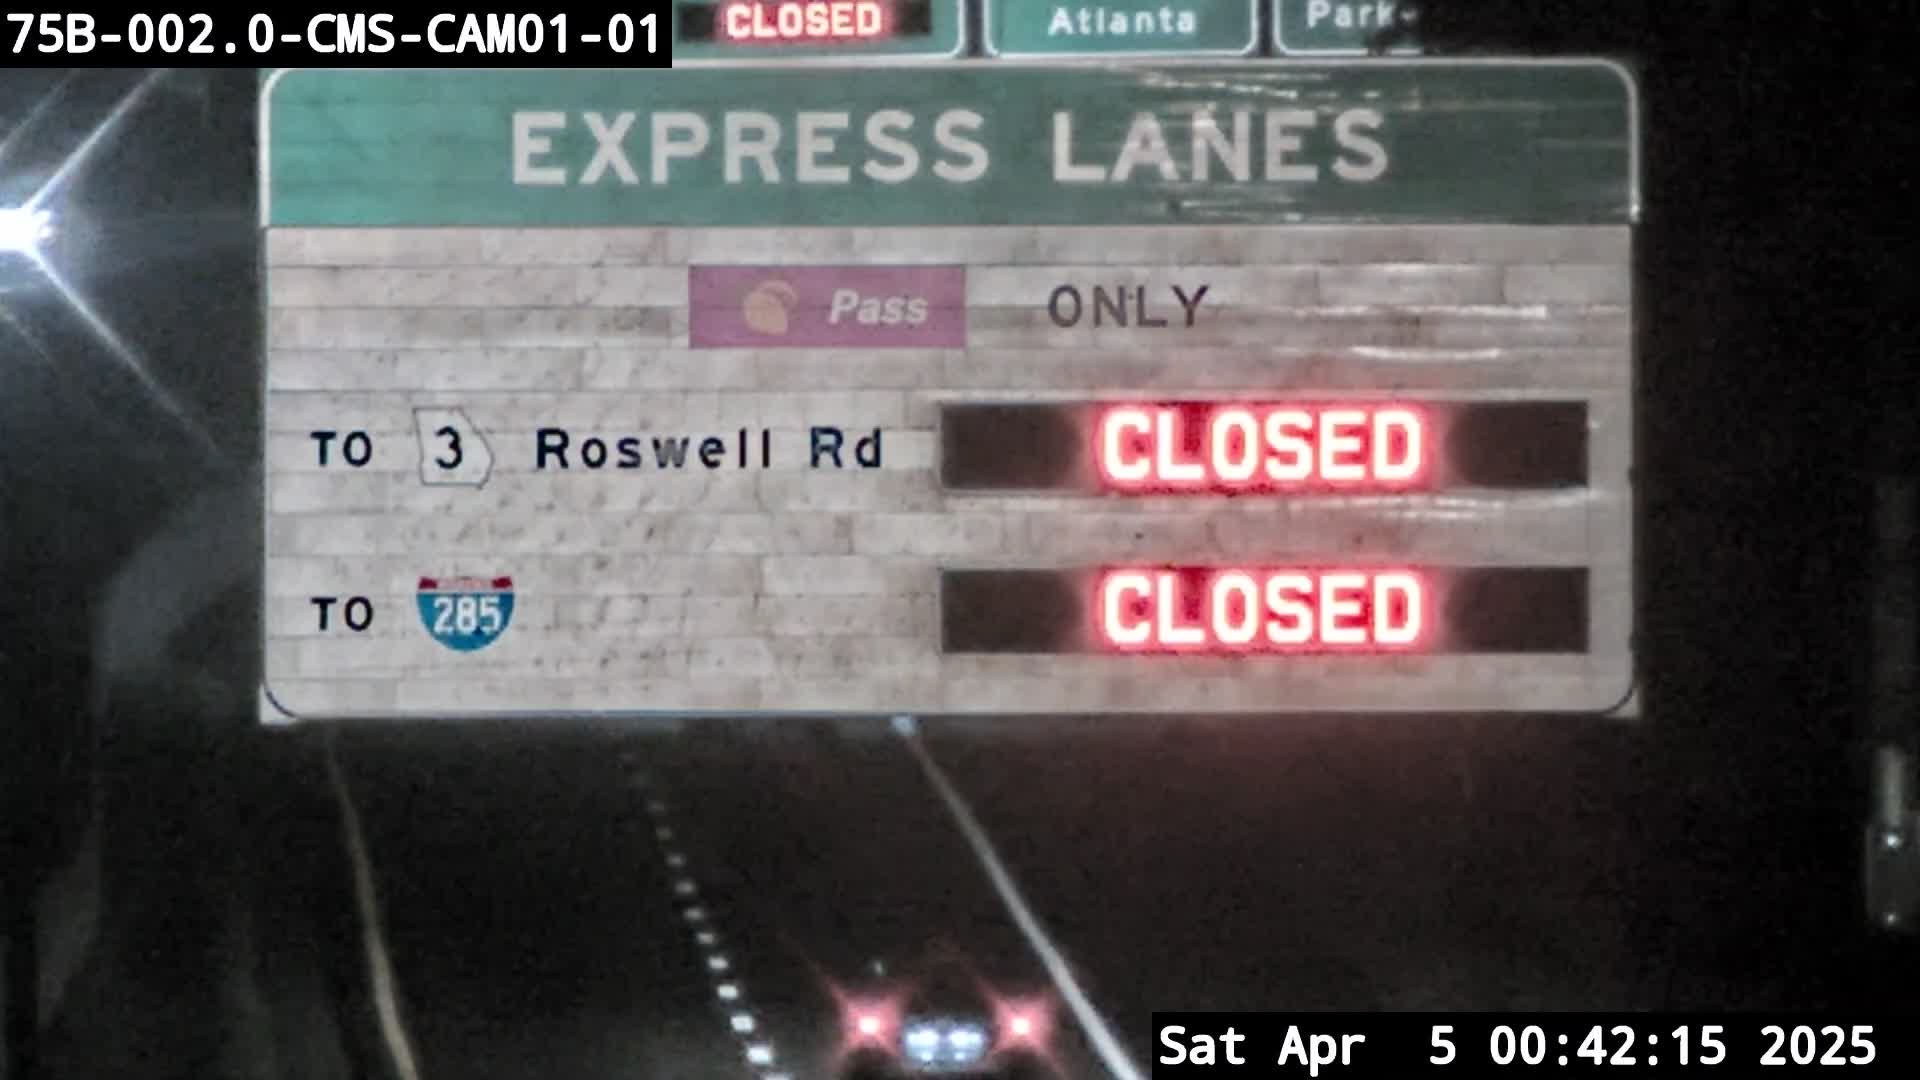 75B-002.0-CMS-CAM01-01
CLOSED
Atlanta
Park-
EXPRESS LANES
Pass ONLY
TO 3 Roswell Rd CLOSED
TO 285 CLOSED
Sat Apr 5 00:42:15 2025